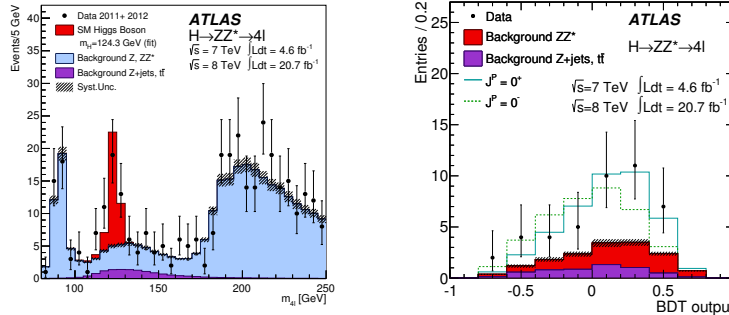 Events/5 GeV
40
35
30
25
20
15
10
5
0
Data 2011+ 2012
SM Higgs Boson
m_H=124.3 GeV (fit)
Background Z, ZZ*
Background Z+jets, tt̄
Syst.Unc.
ATLAS
H→ZZ*→4l
√s = 7 TeV ∫Ldt = 4.6 fb⁻¹
√s = 8 TeV ∫Ldt = 20.7 fb⁻¹
100 150 200 250
m_4l [GeV]
Entries / 0.2
25
20
15
10
5
0
Data
Background ZZ*
Background Z+jets, tt̄
J^P = 0⁺
J^P = 0⁻
ATLAS
H→ZZ*→4l
√s=7 TeV ∫Ldt = 4.6 fb⁻¹
√s=8 TeV ∫Ldt = 20.7 fb⁻¹
-1 -0.5 0 0.5
BDT output